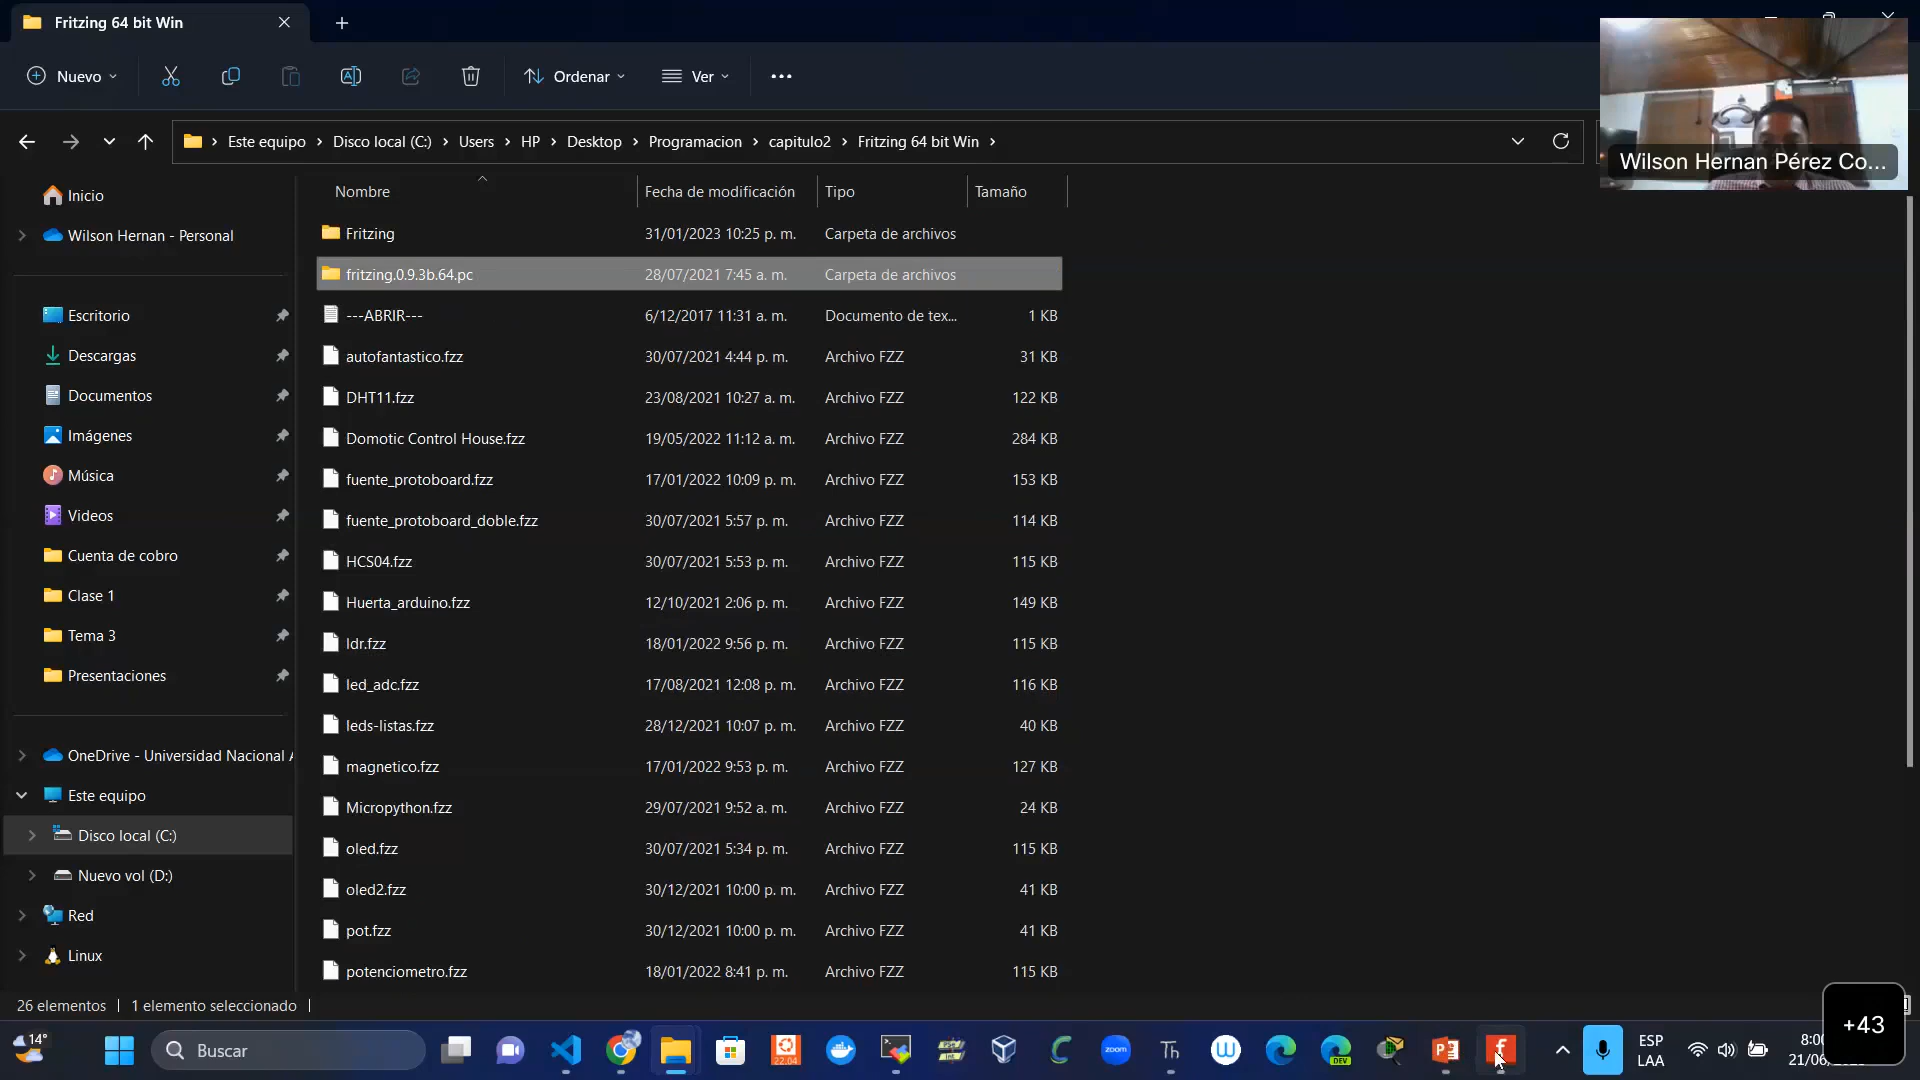 Fritzing 64 bit Win
Nuevo
Ordenar
Ver
Este equipo > Disco local (C:) > Users > HP > Desktop > Programacion > capitulo2 > Fritzing 64 bit Win >
Wilson Hernan Pérez Co...
Nombre Fecha de modificación Tipo Tamaño
Inicio
Wilson Hernan - Personal
Escritorio
Descargas
Documentos
Imágenes
Música
Videos
Cuenta de cobro
Clase 1
Tema 3
Presentaciones
OneDrive - Universidad Nacional
Este equipo
Disco local (C:)
Nuevo vol (D:)
Red
Linux
Fritzing 31/01/2023 10:25 p. m. Carpeta de archivos
fritzing.0.9.3b.64.pc 28/07/2021 7:45 a. m. Carpeta de archivos
---ABRIR--- 6/12/2017 11:31 a. m. Documento de tex... 1 KB
autofantastico.fzz 30/07/2021 4:44 p. m. Archivo FZZ 31 KB
DHT11.fzz 23/08/2021 10:27 a. m. Archivo FZZ 122 KB
Domotic Control House.fzz 19/05/2022 11:12 a. m. Archivo FZZ 284 KB
fuente_protoboard.fzz 17/01/2022 10:09 p. m. Archivo FZZ 153 KB
fuente_protoboard_doble.fzz 30/07/2021 5:57 p. m. Archivo FZZ 114 KB
HCS04.fzz 30/07/2021 5:53 p. m. Archivo FZZ 115 KB
Huerta_arduino.fzz 12/10/2021 2:06 p. m. Archivo FZZ 149 KB
ldr.fzz 18/01/2022 9:56 p. m. Archivo FZZ 115 KB
led_adc.fzz 17/08/2021 12:08 p. m. Archivo FZZ 116 KB
leds-listas.fzz 28/12/2021 10:07 p. m. Archivo FZZ 40 KB
magnetico.fzz 17/01/2022 9:53 p. m. Archivo FZZ 127 KB
Micropython.fzz 29/07/2021 9:52 a. m. Archivo FZZ 24 KB
oled.fzz 30/07/2021 5:34 p. m. Archivo FZZ 115 KB
oled2.fzz 30/12/2021 10:00 p. m. Archivo FZZ 41 KB
pot.fzz 30/12/2021 10:00 p. m. Archivo FZZ 41 KB
potenciometro.fzz 18/01/2022 8:41 p. m. Archivo FZZ 115 KB
26 elementos 1 elemento seleccionado
+43
14°
Buscar
22.04
zoom
DEV
Th
ESP
LAA
8:0
21/0